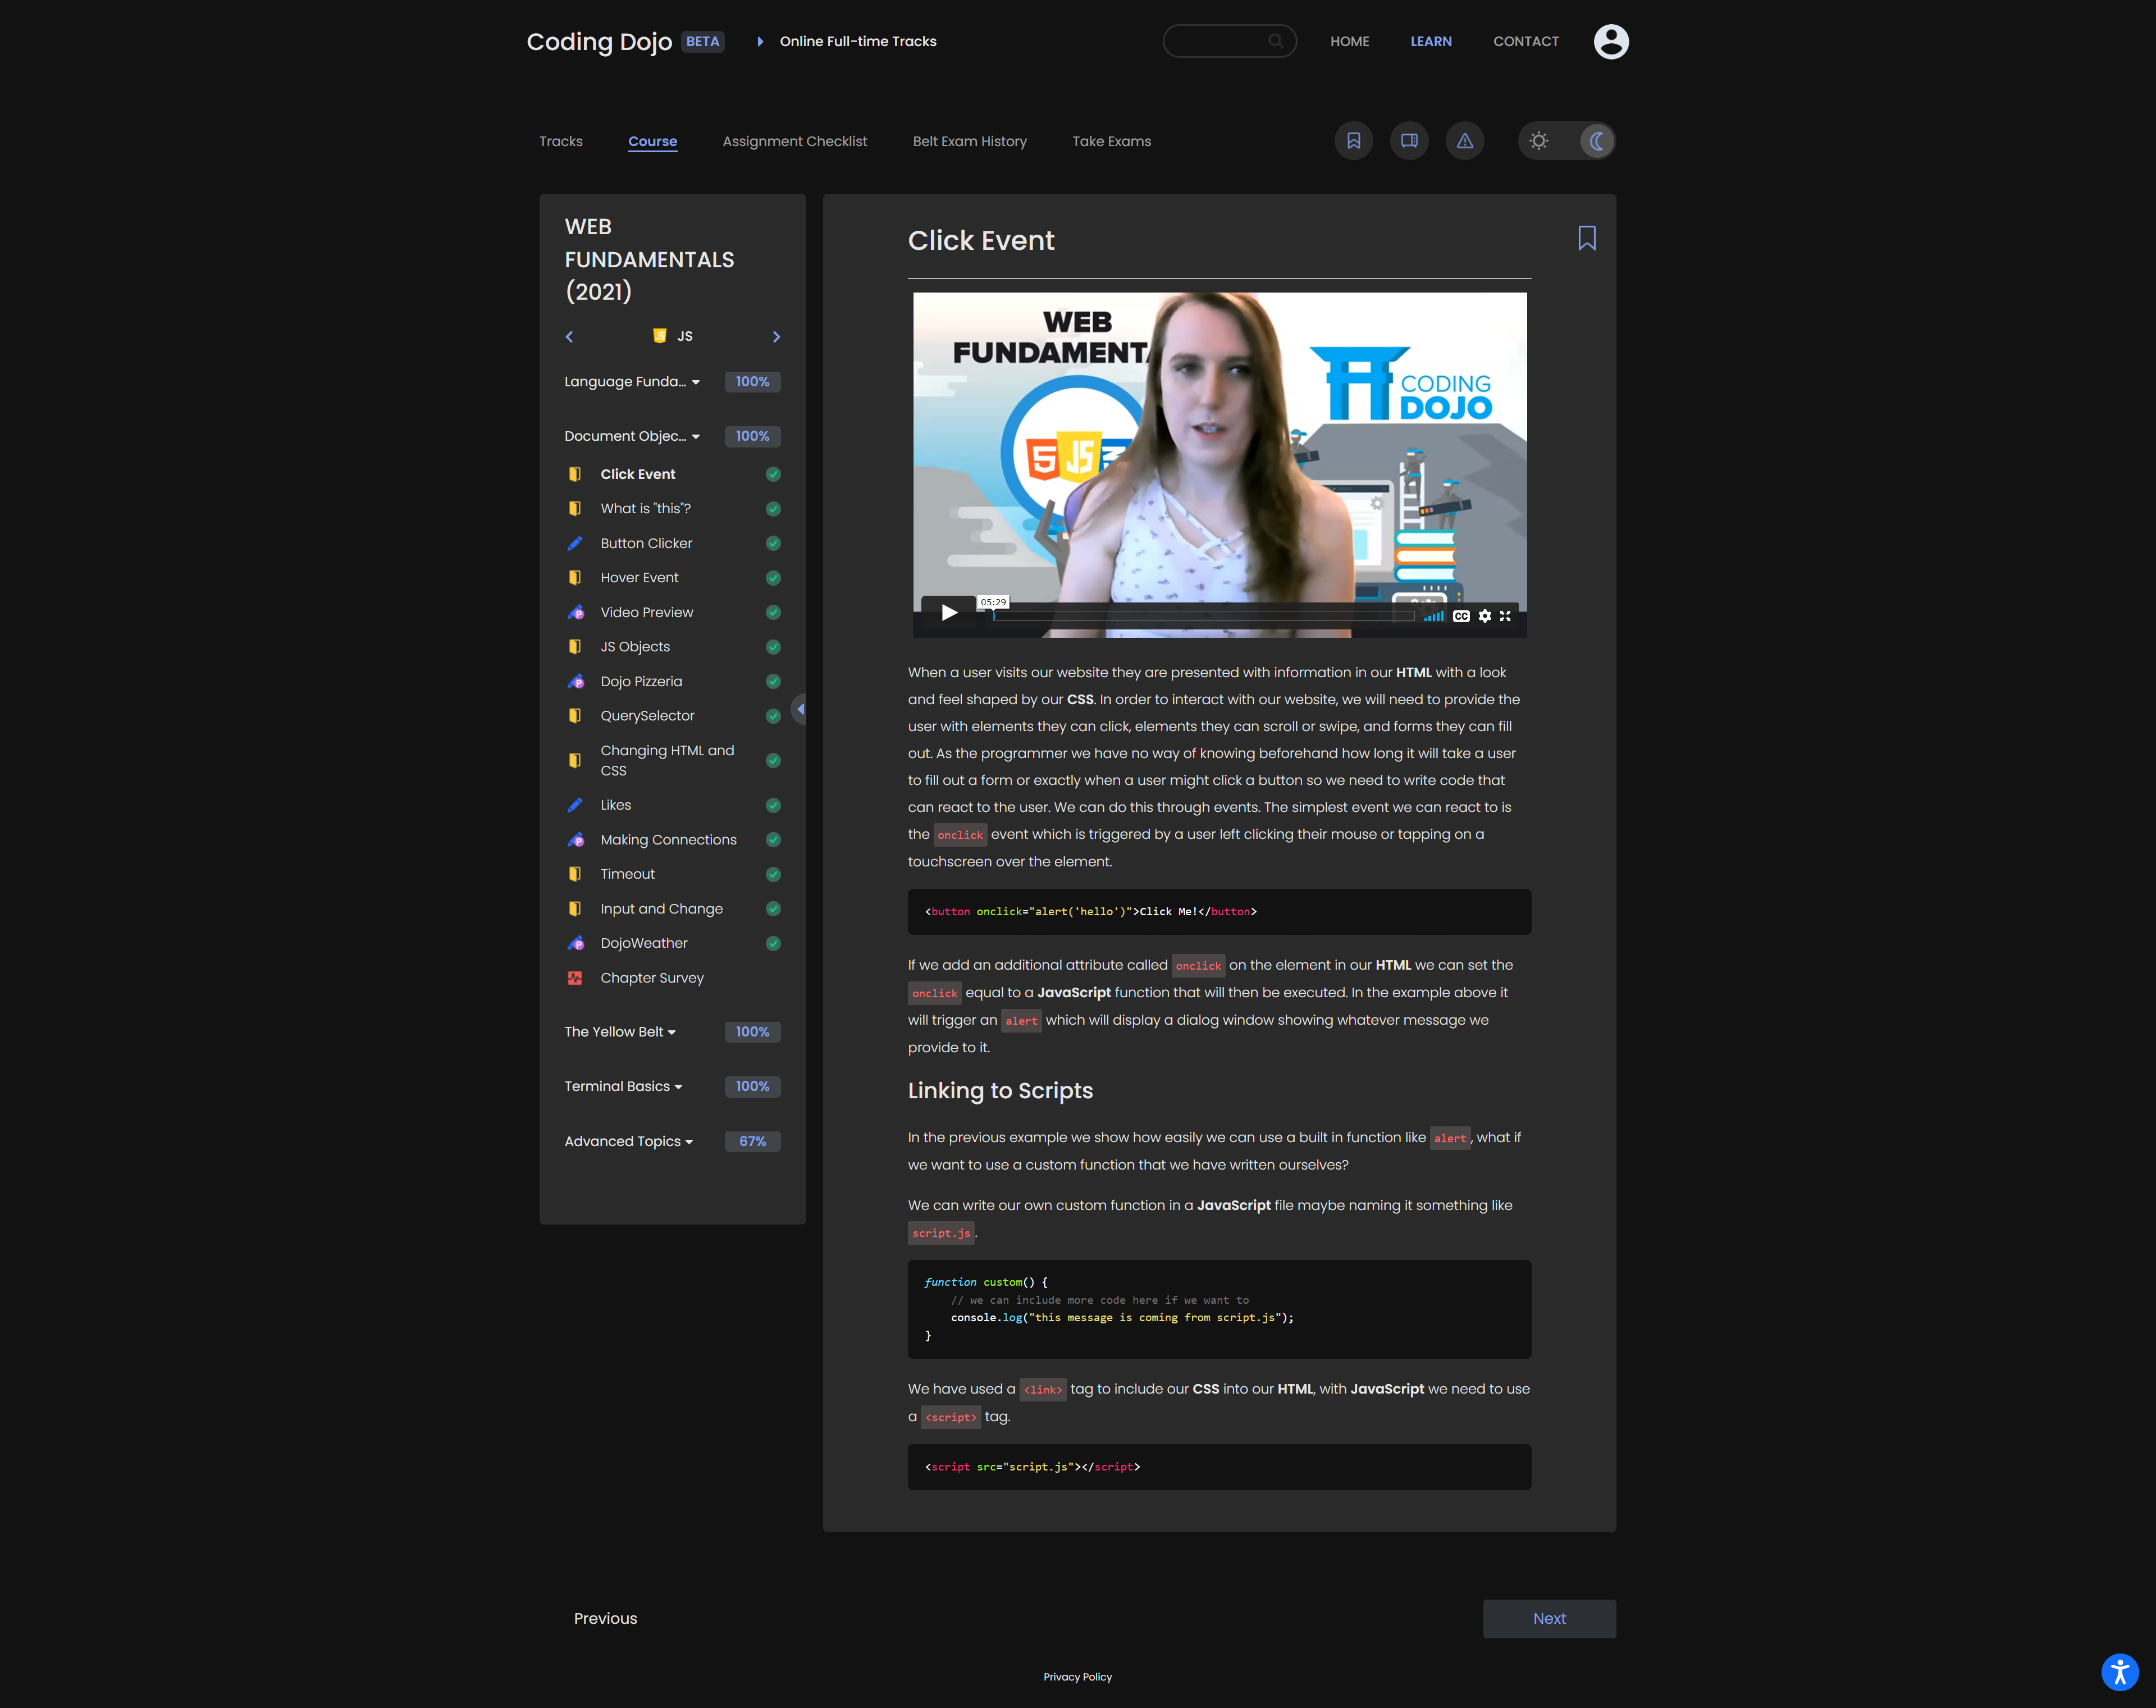 Coding Dojo BETA Online Full-time Tracks HOME LEARN CONTACT
Tracks Course Assignment Checklist Belt Exam History Take Exams
WEB
FUNDAMENTALS
(2021)
JS
Language Funda... 100%
Document Objec... 100%
Click Event
What is "this"?
Button Clicker
Hover Event
Video Preview
JS Objects
Dojo Pizzeria
QuerySelector
Changing HTML and
CSS
Likes
Making Connections
Timeout
Input and Change
DojoWeather
Chapter Survey
The Yellow Belt 100%
Terminal Basics 100%
Advanced Topics 67%
Click Event
WEB
FUNDAMENT
5 JS
CODING
DOJO
05:29
CC
When a user visits our website they are presented with information in our HTML with a look
and feel shaped by our CSS. In order to interact with our website, we will need to provide the
user with elements they can click, elements they can scroll or swipe, and forms they can fill
out. As the programmer we have no way of knowing beforehand how long it will take a user
to fill out a form or exactly when a user might click a button so we need to write code that
can react to the user. We can do this through events. The simplest event we can react to is
the onclick event which is triggered by a user left clicking their mouse or tapping on a
touchscreen over the element.
<button onclick="alert('hello')">Click Me!</button>
If we add an additional attribute called onclick on the element in our HTML we can set the
onclick equal to a JavaScript function that will then be executed. In the example above it
will trigger an alert which will display a dialog window showing whatever message we
provide to it.
Linking to Scripts
In the previous example we show how easily we can use a built in function like alert, what if
we want to use a custom function that we have written ourselves?
We can write our own custom function in a JavaScript file maybe naming it something like
script.js.
function custom() {
// we can include more code here if we want to
console.log("this message is coming from script.js");
}
We have used a <link> tag to include our CSS into our HTML, with JavaScript we need to use
a <script> tag.
<script src="script.js"></script>
Previous
Next
Privacy Policy